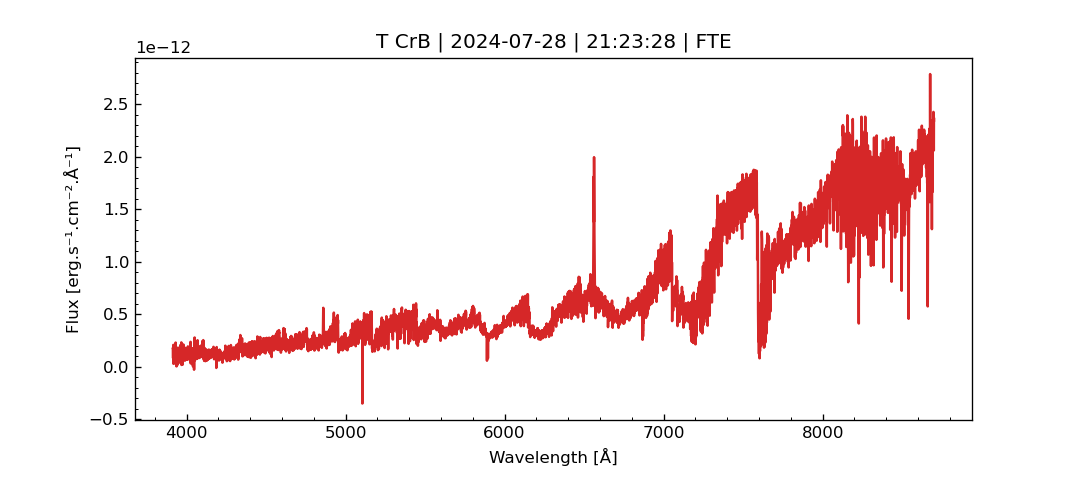 T CrB | 2024-07-28 | 21:23:28 | FTE
1e−12
2.5
2.0
1.5
1.0
0.5
0.0
−0.5
Flux [erg.s⁻¹.cm⁻².Å⁻¹]
4000 5000 6000 7000 8000
Wavelength [Å]